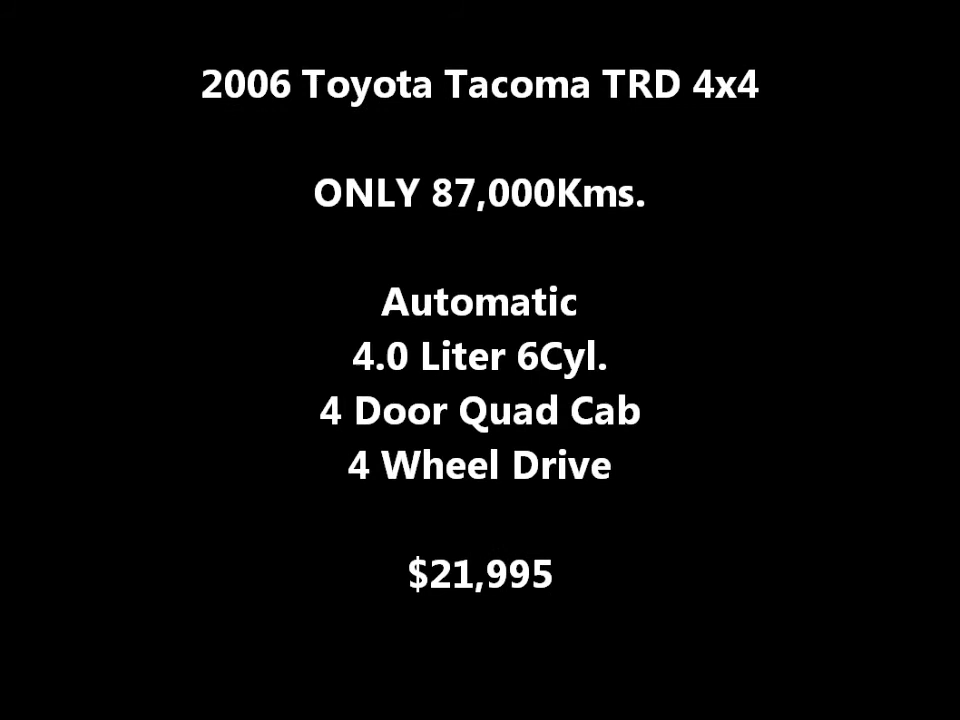 2006 Toyota Tacoma TRD 4x4
ONLY 87,000Kms.
Automatic
4.0 Liter 6Cyl.
4 Door Quad Cab
4 Wheel Drive
$21,995